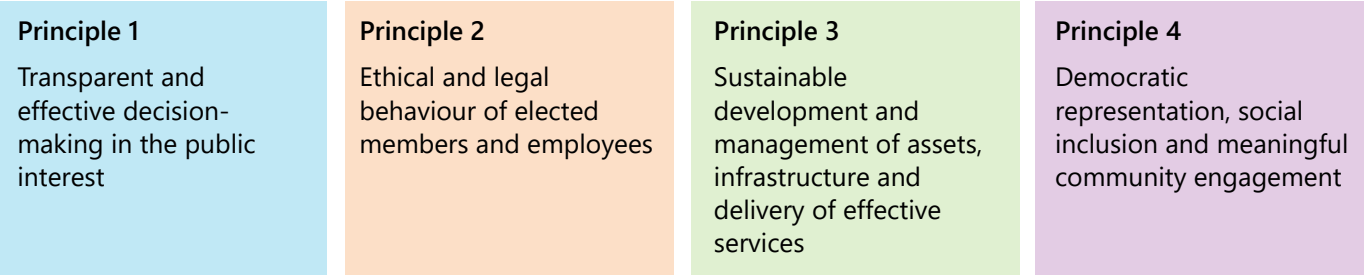 Principle 1
Transparent and
effective decision-
making in the public
interest
Principle 2
Ethical and legal
behaviour of elected
members and employees
Principle 3
Sustainable
development and
management of assets,
infrastructure and
delivery of effective
services
Principle 4
Democratic
representation, social
inclusion and meaningful
community engagement